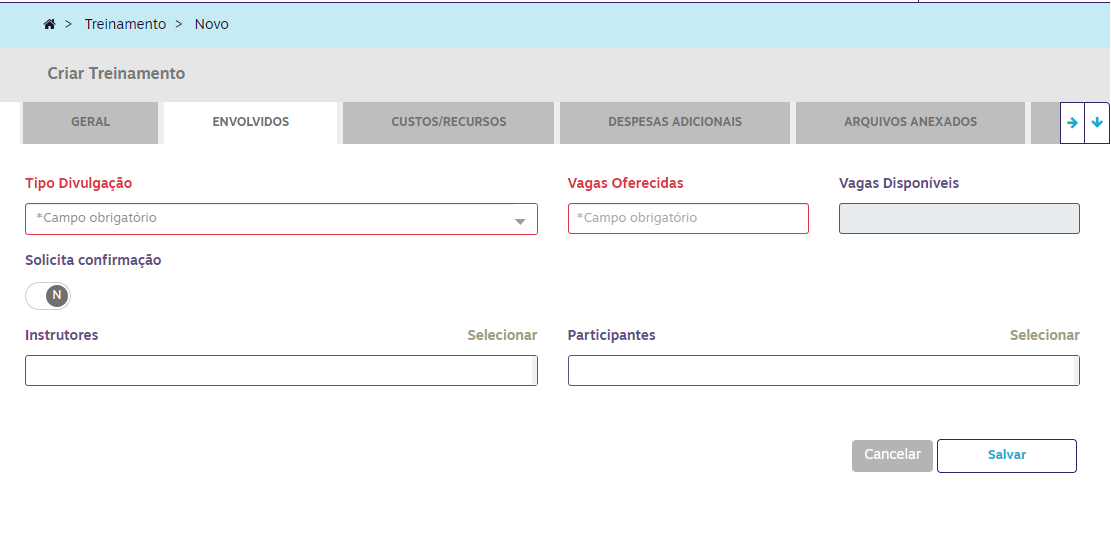 > Treinamento > Novo
Criar Treinamento
GERAL ENVOLVIDOS CUSTOS/RECURSOS DESPESAS ADICIONAIS ARQUIVOS ANEXADOS
Tipo Divulgação Vagas Oferecidas Vagas Disponíveis
*Campo obrigatório *Campo obrigatório
Solicita confirmação
N
Instrutores Selecionar Participantes Selecionar
Cancelar Salvar